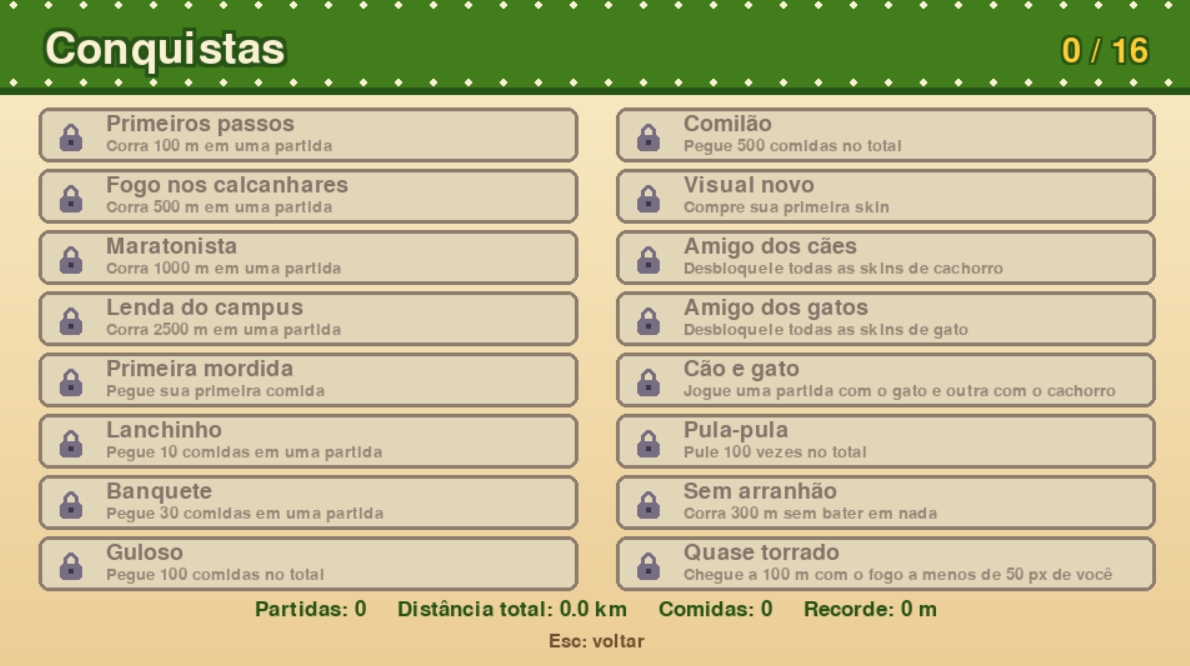 Conquistas
0 / 16
Primeiros passos
Corra 100 m em uma partida
Fogo nos calcanhares
Corra 500 m em uma partida
Maratonista
Corra 1000 m em uma partida
Lenda do campus
Corra 2500 m em uma partida
Primeira mordida
Pegue sua primeira comida
Lanchinho
Pegue 10 comidas em uma partida
Banquete
Pegue 30 comidas em uma partida
Guloso
Pegue 100 comidas no total
Comilão
Pegue 500 comidas no total
Visual novo
Compre sua primeira skin
Amigo dos cães
Desbloqueie todas as skins de cachorro
Amigo dos gatos
Desbloqueie todas as skins de gato
Cão e gato
Jogue uma partida com o gato e outra com o cachorro
Pula-pula
Pule 100 vezes no total
Sem arranhão
Corra 300 m sem bater em nada
Quase torrado
Chegue a 100 m com o fogo a menos de 50 px de você
Partidas: 0 Distância total: 0.0 km Comidas: 0 Recorde: 0 m
Esc: voltar